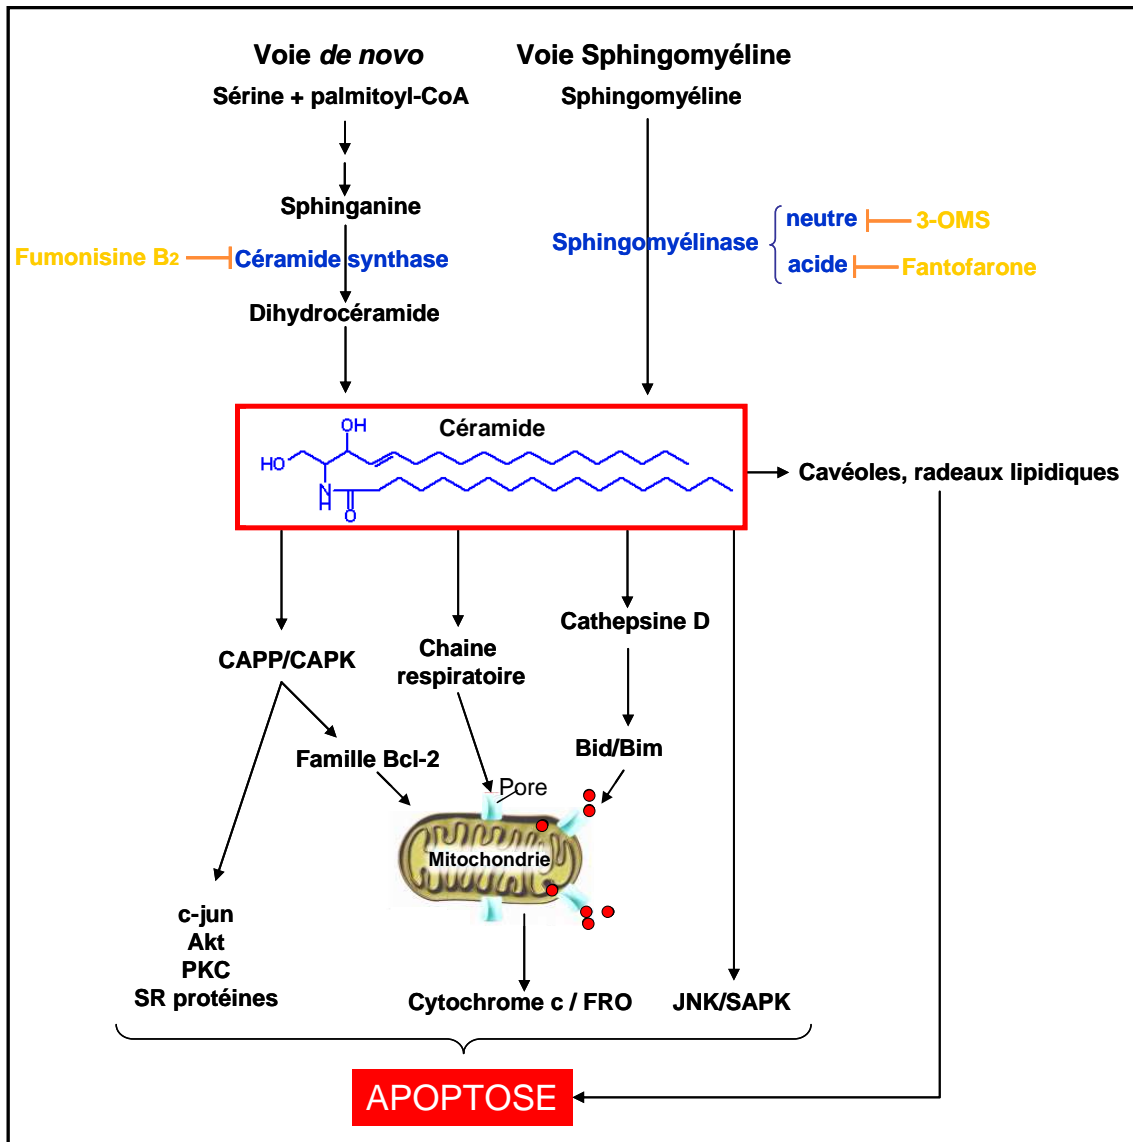 Voie de novo
Voie Sphingomyéline
Sérine + palmitoyl-CoA
Sphingomyéline
Sphinganine
neutre
3-OMS
Fumonisine B2
Céramide synthase
Sphingomyélinase
acide
Fantofarone
Dihydrocéramide
Céramide
OH
HO
N
H
O
Cavéoles, radeaux lipidiques
CAPP/CAPK
Chaine
respiratoire
Cathepsine D
Famille Bcl-2
Bid/Bim
Pore
Mitochondrie
c-jun
Akt
PKC
SR protéines
Cytochrome c / FRO
JNK/SAPK
APOPTOSE